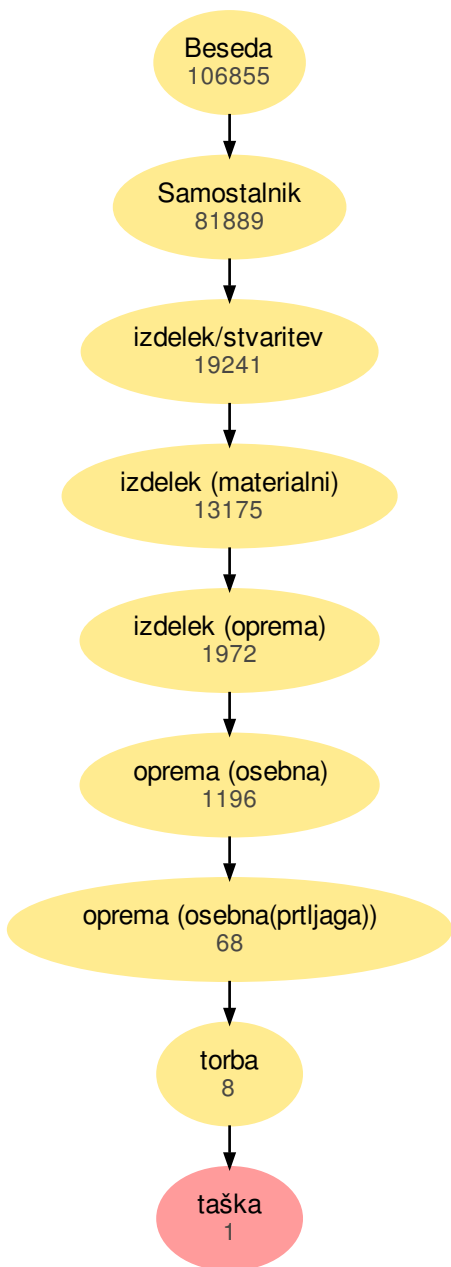 Beseda
106855
Samostalnik
81889
izdelek/stvaritev
19241
izdelek (materialni)
13175
izdelek (oprema)
1972
oprema (osebna)
1196
oprema (osebna(prtljaga))
68
torba
8
taška
1